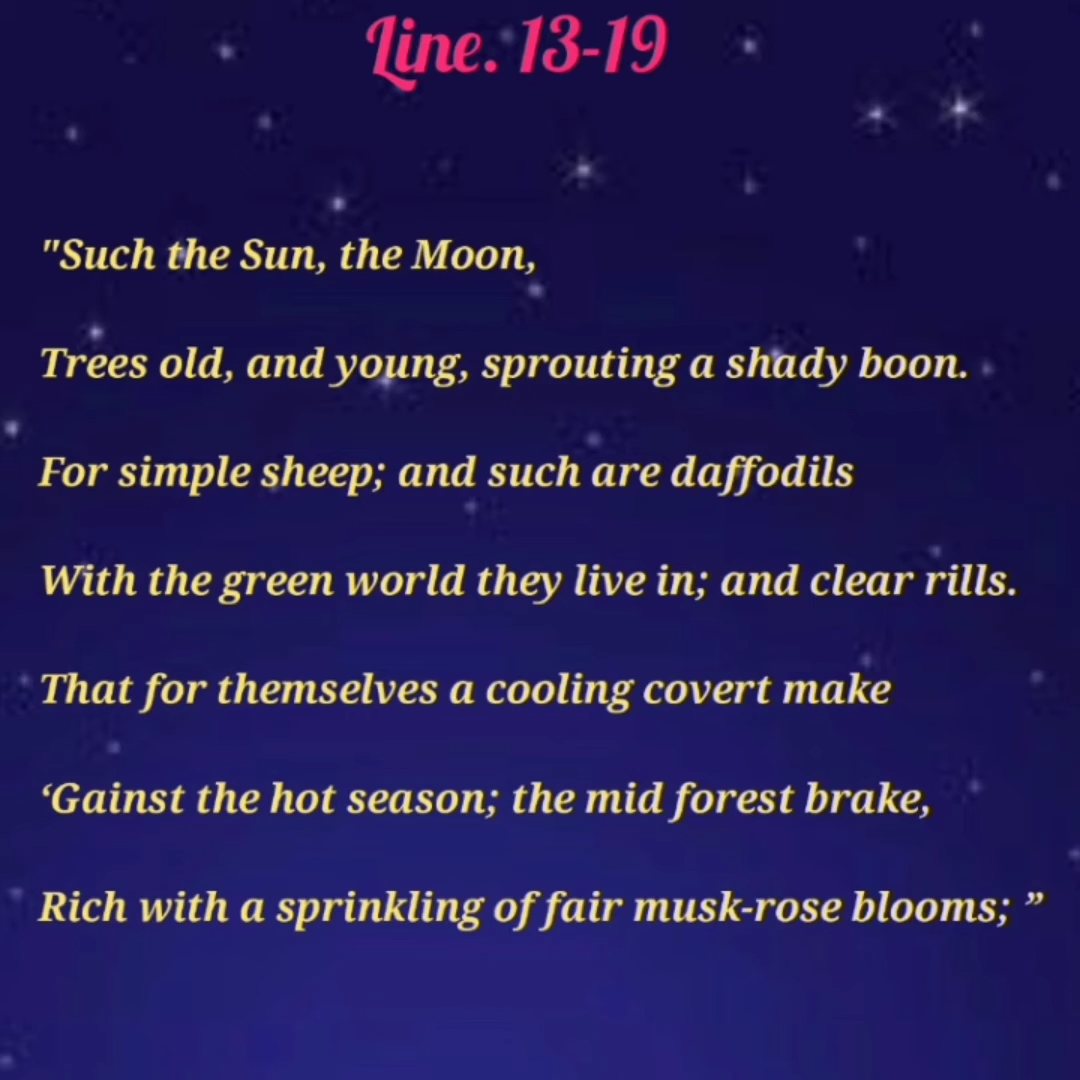 Line. 13-19
"Such the Sun, the Moon,
Trees old, and young, sprouting a shady boon.
For simple sheep; and such are daffodils
With the green world they live in; and clear rills.
That for themselves a cooling covert make
‘Gainst the hot season; the mid forest brake,
Rich with a sprinkling of fair musk-rose blooms; ”